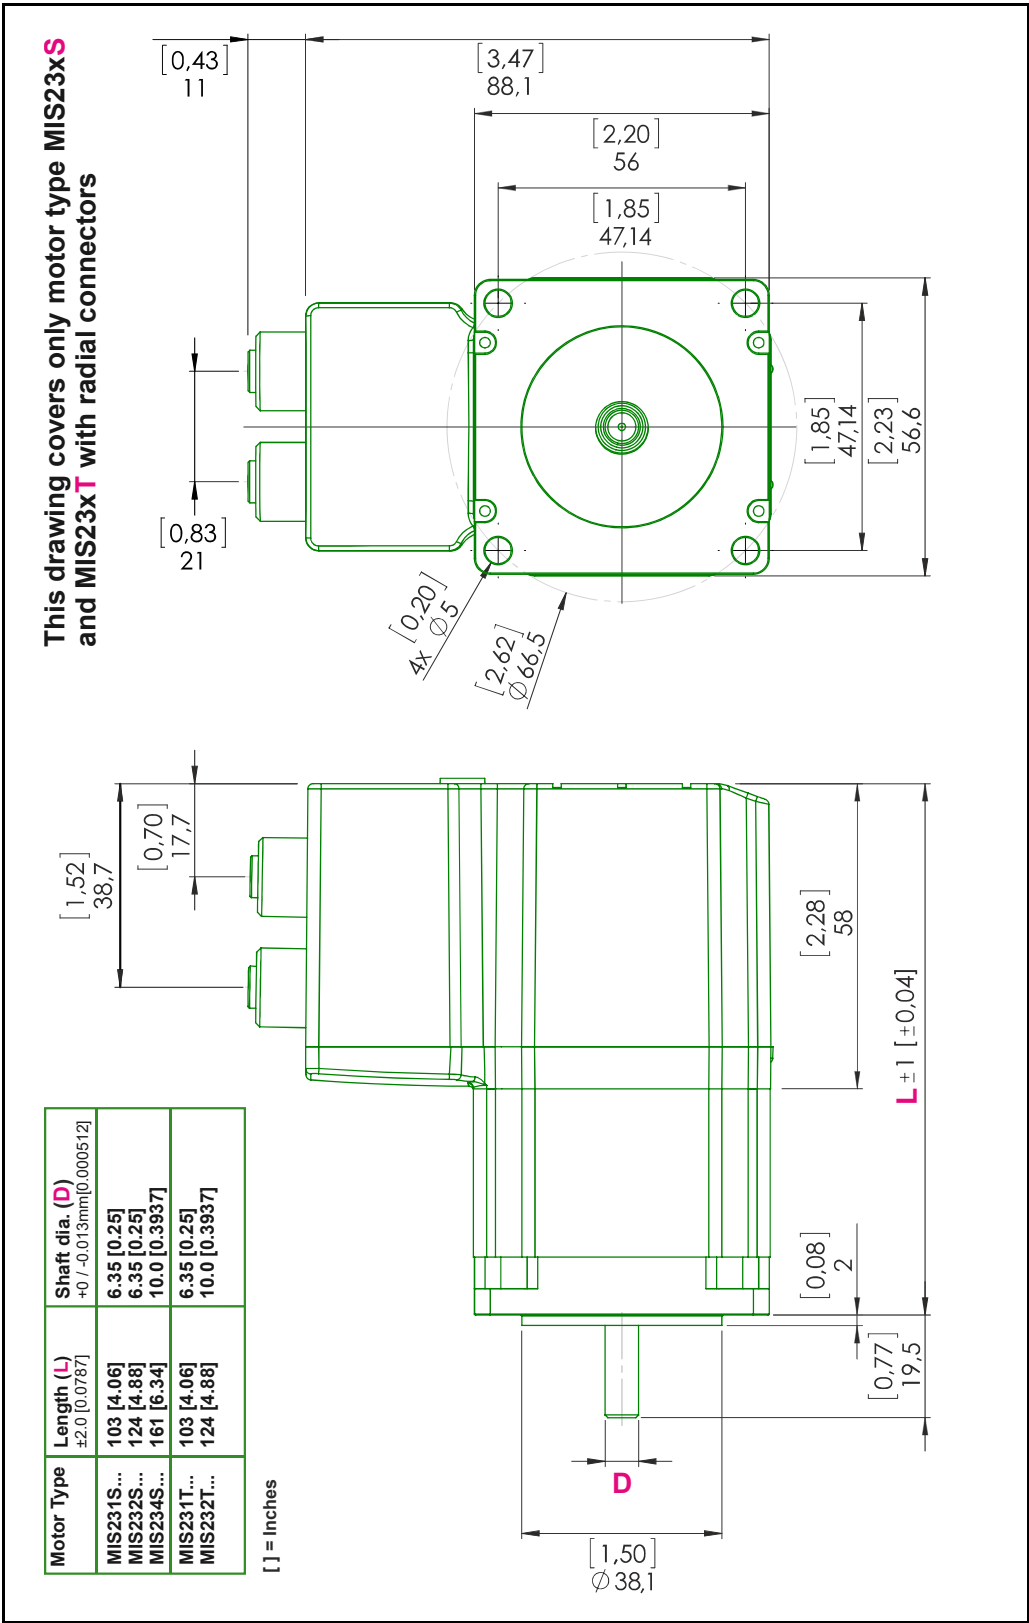 This drawing covers only motor type MIS23xS
and MIS23xT with radial connectors
[0,43]
11
[3,47]
88,1
[2,20]
56
[1,85]
47,14
[0,83]
21
[1,85]
47,14
[2,23]
56,6
[0,20]
4x ∅5
[2,62]
∅66,5
[1,52]
38,7
[0,70]
17,7
[2,28]
58
L±1 [±0,04]
[0,08]
2
[0,77]
19,5
D
[1,50]
∅38,1
Motor Type Length (L) Shaft dia. (D)
±2.0 [0.0787] +0 / -0.013mm[0.000512]
MIS231S... 103 [4.06] 6.35 [0.25]
MIS232S... 124 [4.88] 6.35 [0.25]
MIS234S... 161 [6.34] 10.0 [0.3937]
MIS231T... 103 [4.06] 6.35 [0.25]
MIS232T... 124 [4.88] 10.0 [0.3937]
[ ] = Inches